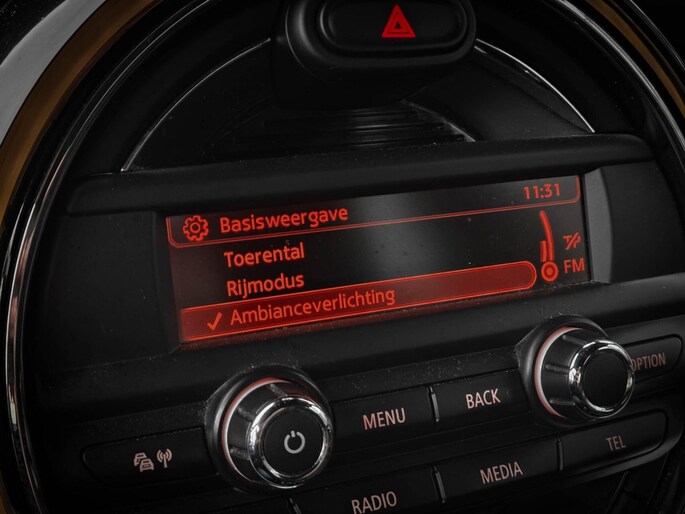 Basisweergave 11:31
Toerental
Rijmodus
✓ Ambianceverlichting
TP
FM
MENU BACK OPTION
RADIO MEDIA TEL